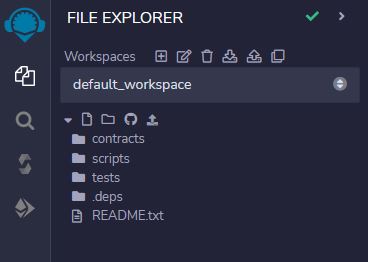 FILE EXPLORER
Workspaces
default_workspace
contracts
scripts
tests
.deps
README.txt